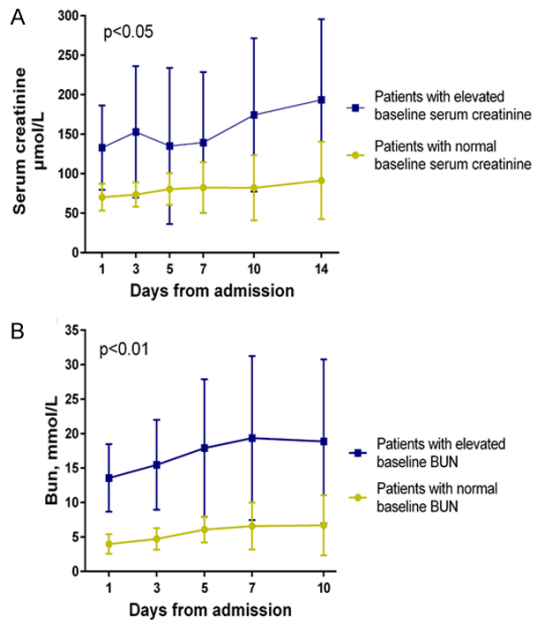 A
p<0.05
300
250
200
150
100
50
0
Serum creatinine
µmol/L
1 3 5 7 10 14
Days from admission
Patients with elevated
baseline serum creatinine
Patients with normal
baseline serum creatinine
B
p<0.01
35
30
25
20
15
10
5
0
Bun, mmol/L
1 3 5 7 10
Days from admission
Patients with elevated
baseline BUN
Patients with normal
baseline BUN